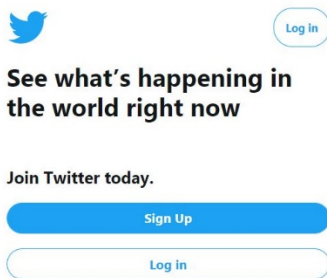 Log in
See what's happening in
the world right now
Join Twitter today.
Sign Up
Log in